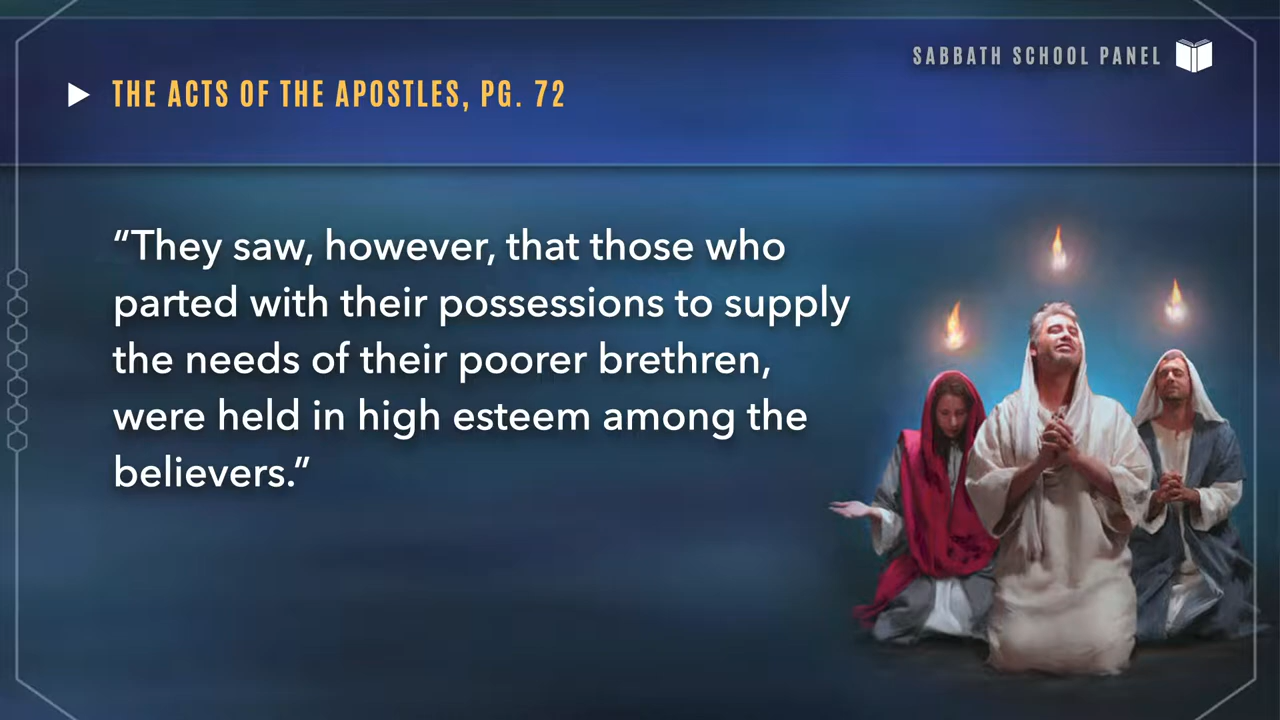 SABBATH SCHOOL PANEL
THE ACTS OF THE APOSTLES, PG. 72
“They saw, however, that those who
parted with their possessions to supply
the needs of their poorer brethren,
were held in high esteem among the
believers.”